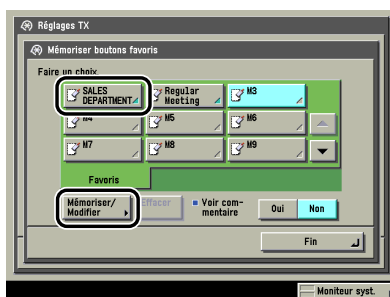 Réglages TX
Mémoriser boutons favoris
Faire un choix.
SALES
DEPARTMENT
Regular
Meeting
M3
M4
M5
M6
M7
M8
M9
Favoris
Mémoriser/
Modifier
Effacer
Voir com-
mentaire
Oui
Non
Fin
Moniteur syst.